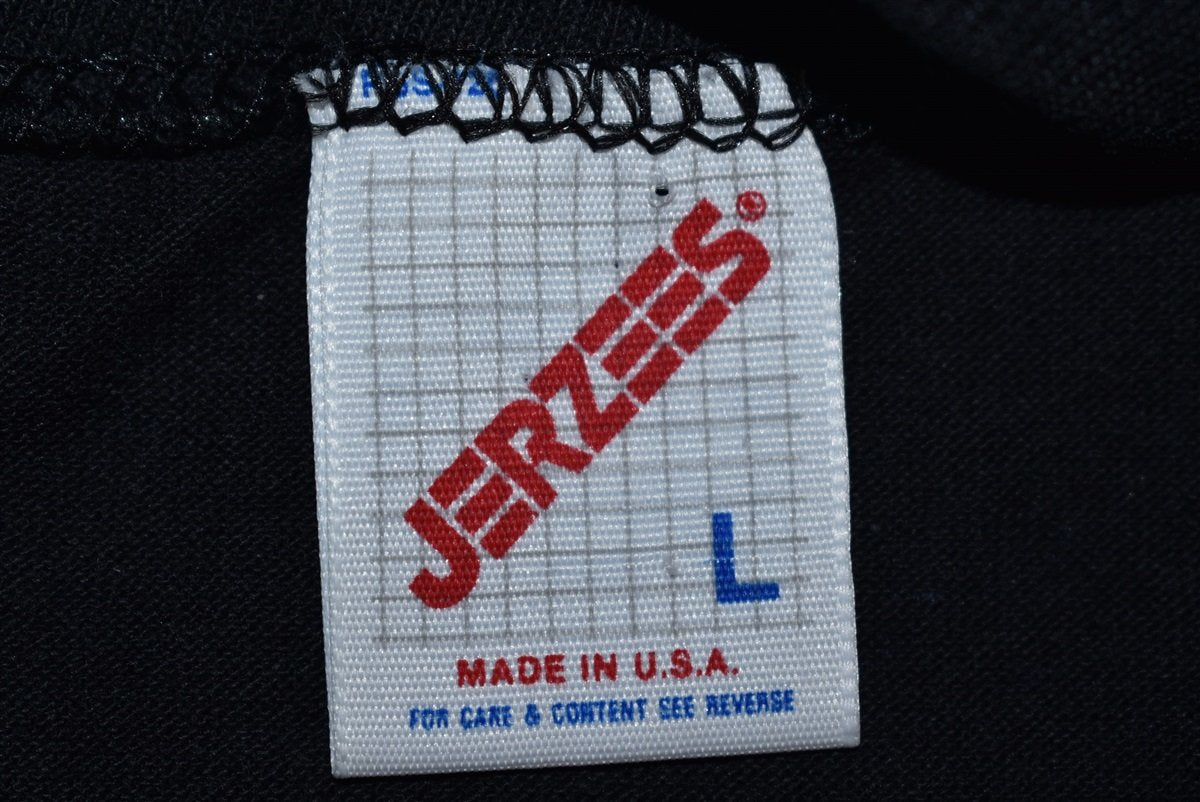 JERZEES®
L
MADE IN U.S.A.
FOR CARE & CONTENT SEE REVERSE